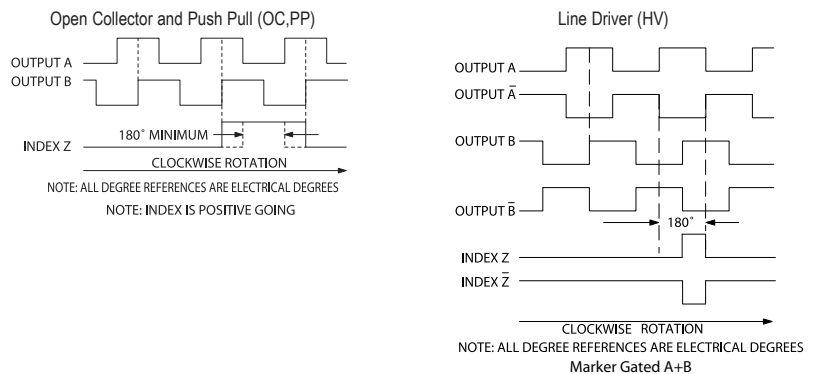 Open Collector and Push Pull (OC,PP)
OUTPUT A
OUTPUT B
180° MINIMUM
INDEX Z
CLOCKWISE ROTATION
NOTE: ALL DEGREE REFERENCES ARE ELECTRICAL DEGREES
NOTE: INDEX IS POSITIVE GOING
Line Driver (HV)
OUTPUT A
OUTPUT A̅
OUTPUT B
OUTPUT B̅
180°
INDEX Z
INDEX Z̅
CLOCKWISE ROTATION
NOTE: ALL DEGREE REFERENCES ARE ELECTRICAL DEGREES
Marker Gated A+B